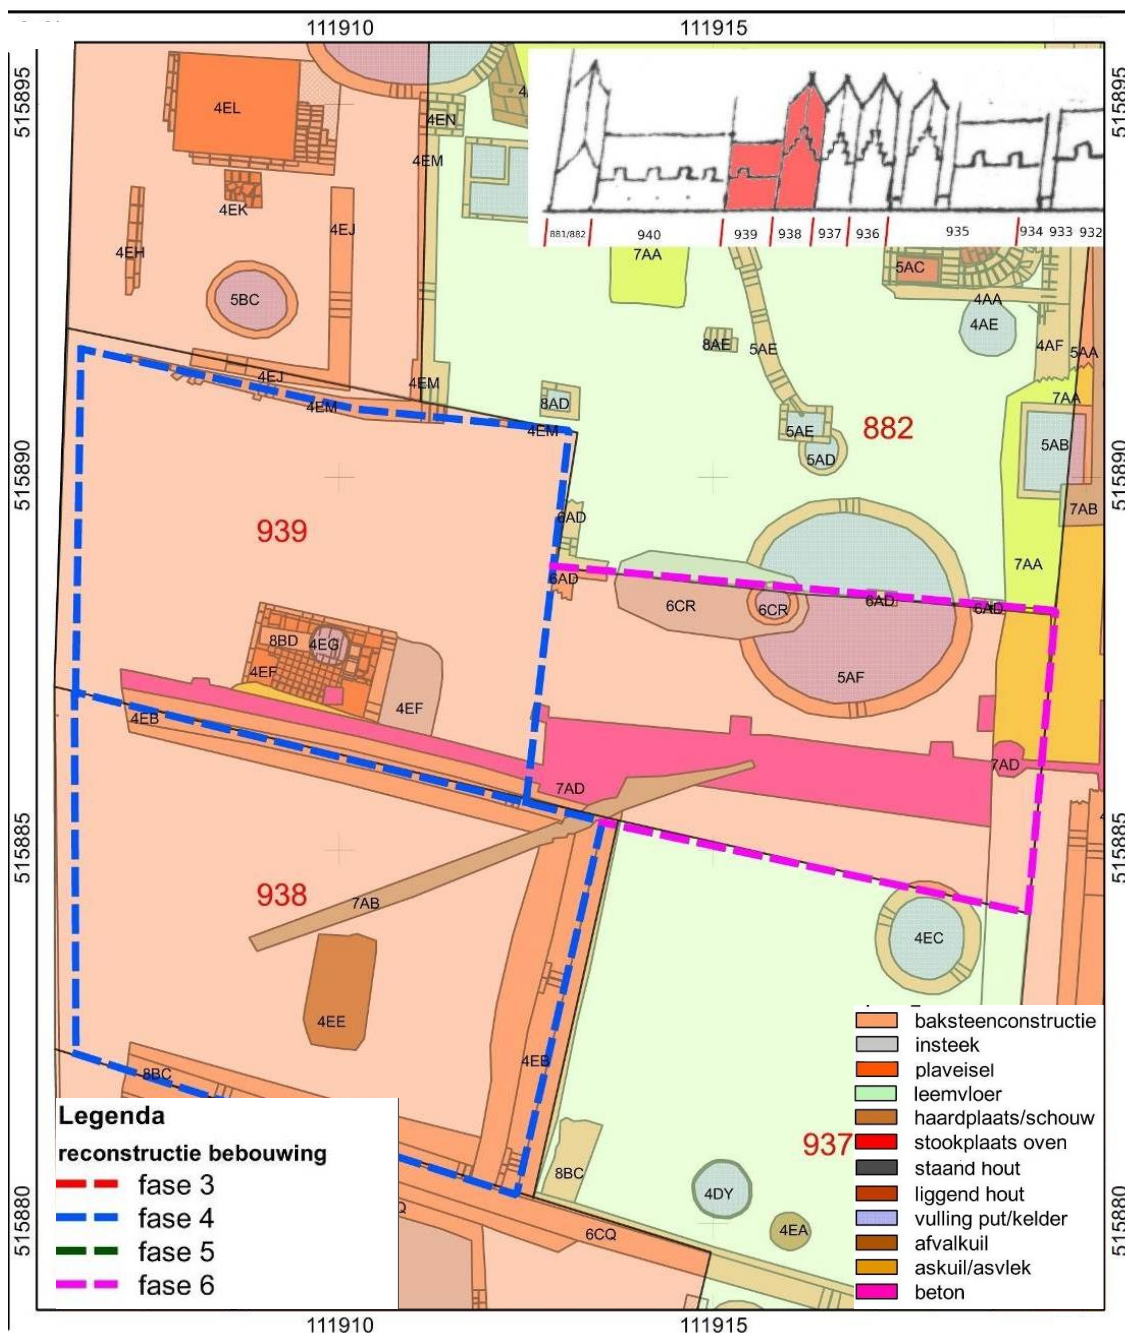 111910 111915
515895 515895
4EL
4EN
4EM
4EK
4EJ
4EH
5BC
881/882 940 939 938 937 936 935 934 933 932
7AA
5AC
4AA
4AE
4AF
5AA
8AE
5AE
4EJ
4EM
4EM
8AD
4EM
5AE
5AD
882
7AA
5AB
7AB
515890 515890
939
6AD
6AD
7AA
6CR
6CR
6AD
6AD
8BD
4EG
4EF
4EF
5AF
4EB
7AD
7AD
515885 515885
938
7AB
4EC
4EE
4EB
8BC
937
8BC
4DY
4EA
6CQ
Q
Legenda
reconstructie bebouwing
fase 3
fase 4
fase 5
fase 6
baksteenconstructie
insteek
plaveisel
leemvloer
haardplaats/schouw
stookplaats oven
staand hout
liggend hout
vulling put/kelder
afvalkuil
askuil/asvlek
beton
515880 515880
111910 111915